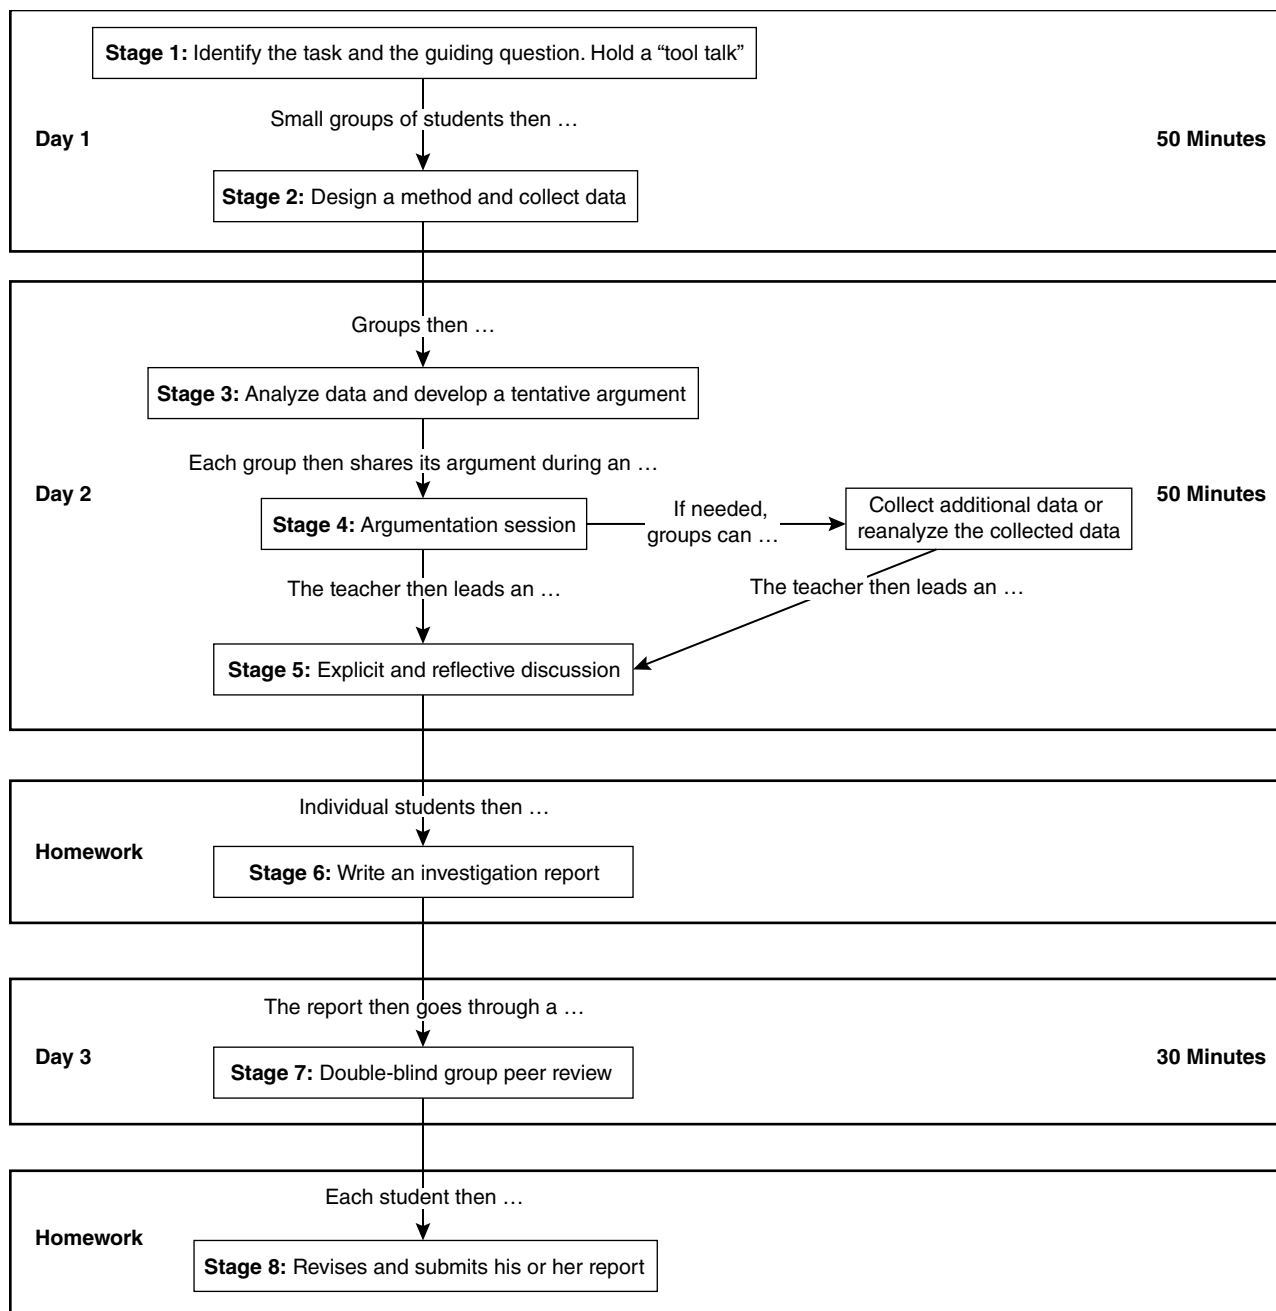 Stage 1: Identify the task and the guiding question. Hold a “tool talk”
Small groups of students then …
Day 1
50 Minutes
Stage 2: Design a method and collect data
Groups then …
Stage 3: Analyze data and develop a tentative argument
Each group then shares its argument during an …
Day 2
50 Minutes
Stage 4: Argumentation session
If needed,
groups can …
Collect additional data or
reanalyze the collected data
The teacher then leads an …
The teacher then leads an …
Stage 5: Explicit and reflective discussion
Individual students then …
Homework
Stage 6: Write an investigation report
The report then goes through a …
Day 3
30 Minutes
Stage 7: Double-blind group peer review
Each student then …
Homework
Stage 8: Revises and submits his or her report